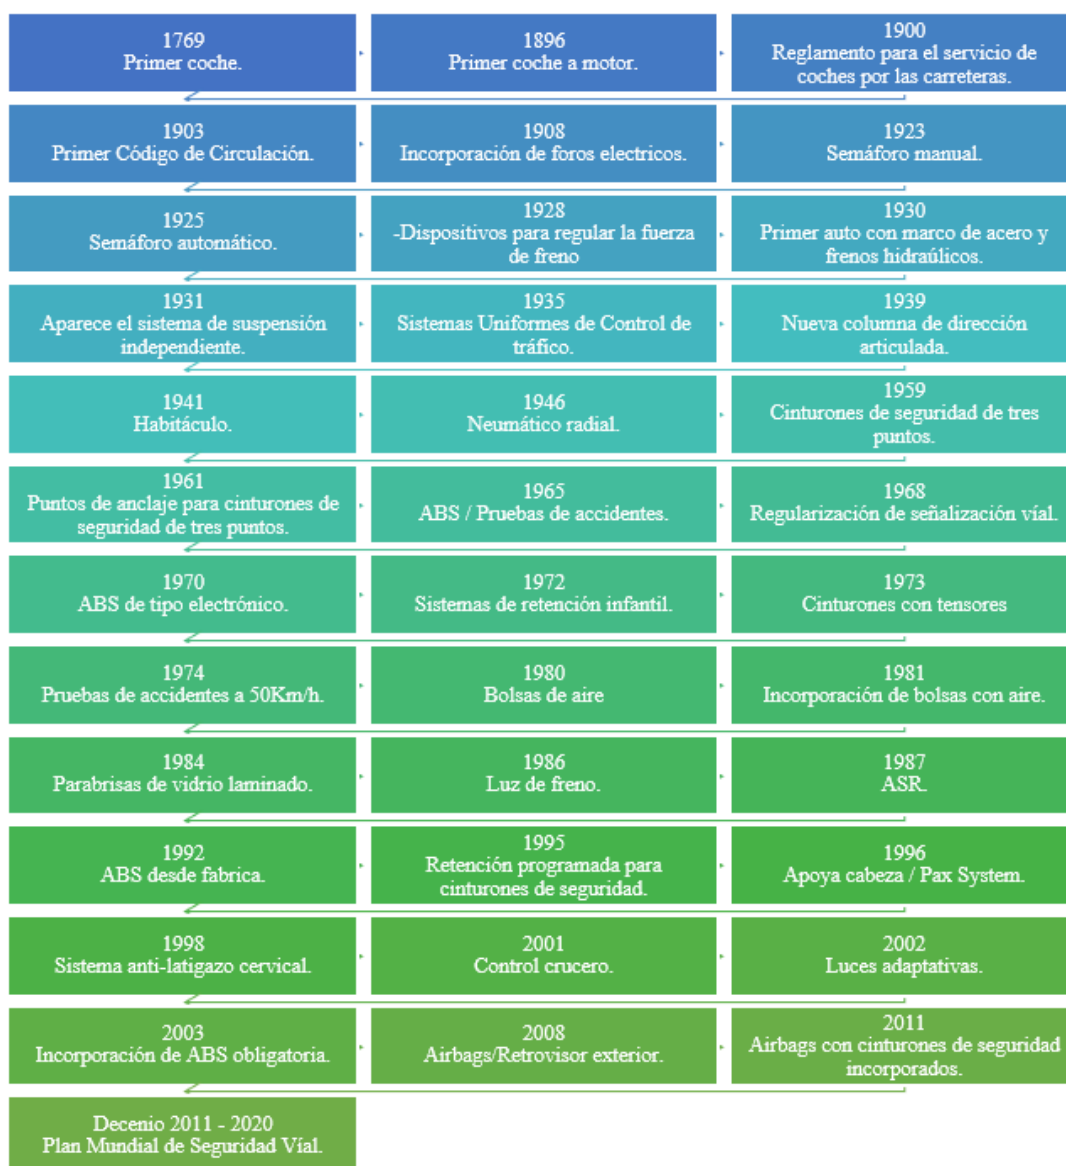 1769
Primer coche.
1896
Primer coche a motor.
1900
Reglamento para el servicio de
coches por las carreteras.
1903
Primer Código de Circulación.
1908
Incorporación de foros electricos.
1923
Semáforo manual.
1925
Semáforo automático.
1928
-Dispositivos para regular la fuerza
de freno
1930
Primer auto con marco de acero y
frenos hidraúlicos.
1931
Aparece el sistema de suspensión
independiente.
1935
Sistemas Uniformes de Control de
tráfico.
1939
Nueva columna de dirección
articulada.
1941
Habitáculo.
1946
Neumático radial.
1959
Cinturones de seguridad de tres
puntos.
1961
Puntos de anclaje para cinturones de
seguridad de tres puntos.
1965
ABS / Pruebas de accidentes.
1968
Regularización de señalización víal.
1970
ABS de tipo electrónico.
1972
Sistemas de retención infantil.
1973
Cinturones con tensores
1974
Pruebas de accidentes a 50Km/h.
1980
Bolsas de aire
1981
Incorporación de bolsas con aire.
1984
Parabrisas de vidrio laminado.
1986
Luz de freno.
1987
ASR.
1992
ABS desde fabrica.
1995
Retención programada para
cinturones de seguridad.
1996
Apoya cabeza / Pax System.
1998
Sistema anti-latigazo cervical.
2001
Control crucero.
2002
Luces adaptativas.
2003
Incorporación de ABS obligatoria.
2008
Airbags/Retrovisor exterior.
2011
Airbags con cinturones de seguridad
incorporados.
Decenio 2011 - 2020
Plan Mundial de Seguridad Víal.